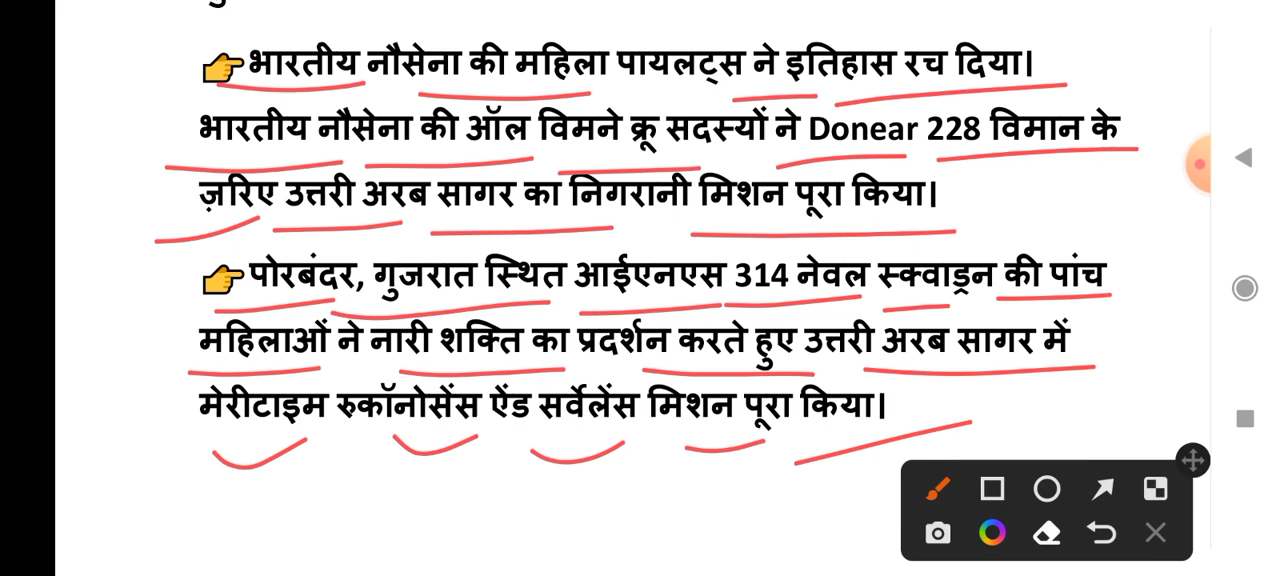 👉भारतीय नौसेना की महिला पायलट्स ने इतिहास रच दिया।
भारतीय नौसेना की ऑल विमने क्रू सदस्यों ने Donear 228 विमान के
ज़रिए उत्तरी अरब सागर का निगरानी मिशन पूरा किया।
👉पोरबंदर, गुजरात स्थित आईएनएस 314 नेवल स्क्वाड्रन की पांच
महिलाओं ने नारी शक्ति का प्रदर्शन करते हुए उत्तरी अरब सागर में
मेरीटाइम रुकॉनोसेंस ऐंड सर्वेलेंस मिशन पूरा किया।